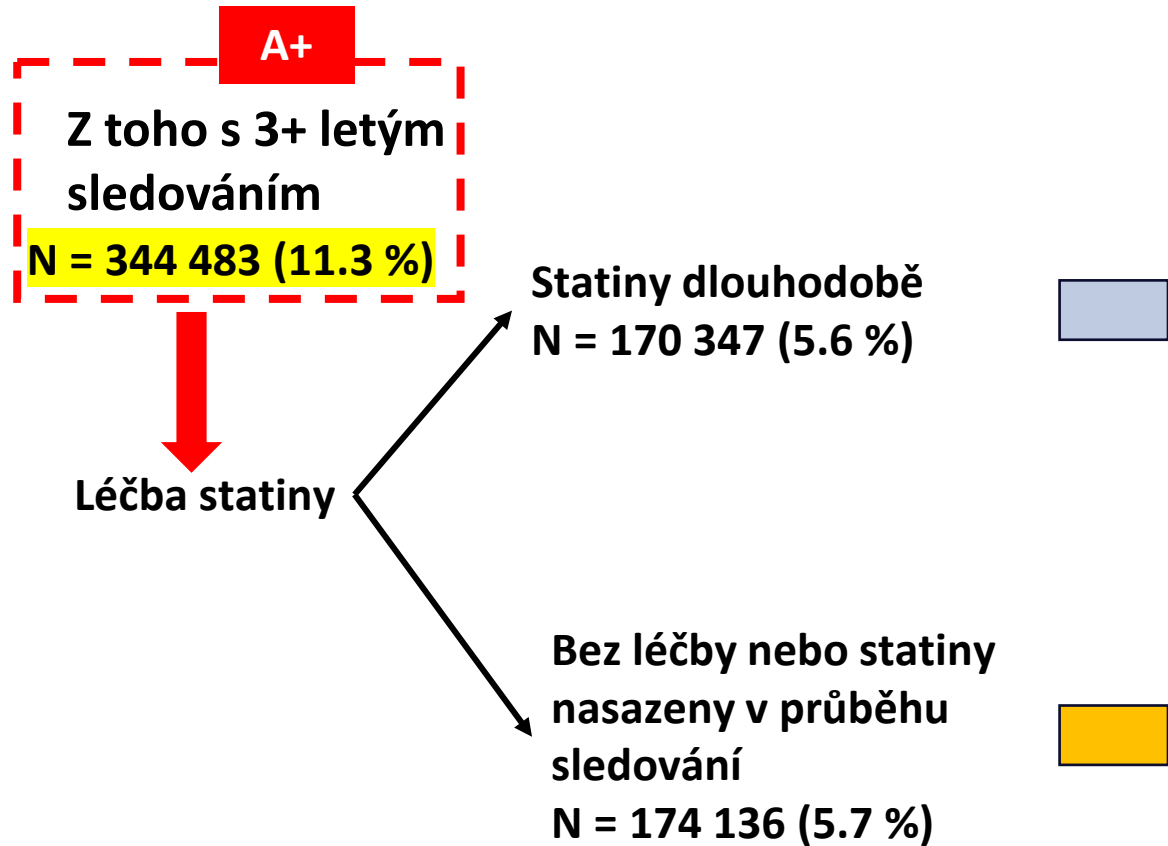 A+
Z toho s 3+ letým
sledováním
N = 344 483 (11.3 %)
Léčba statiny
Statiny dlouhodobě
N = 170 347 (5.6 %)
Bez léčby nebo statiny
nasazeny v průběhu
sledování
N = 174 136 (5.7 %)